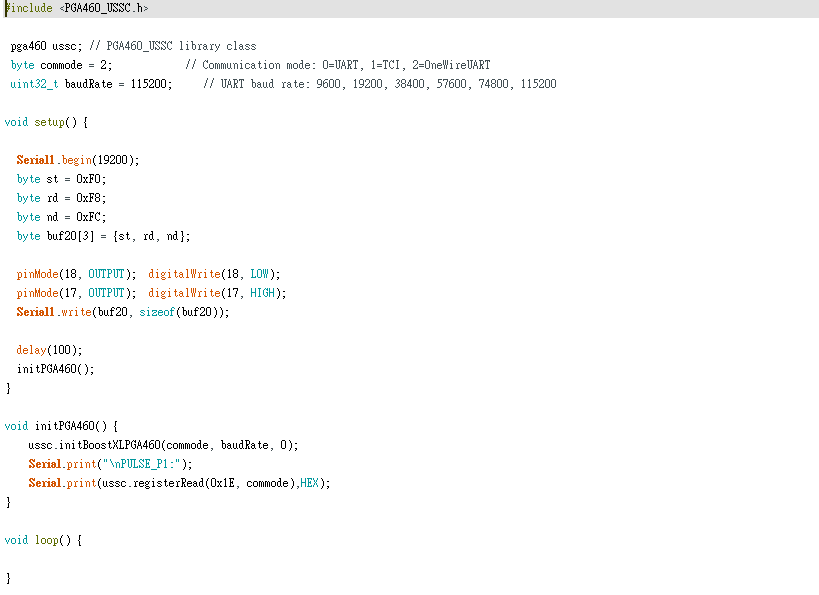 #include <PGA460_USSC.h>
pga460 ussc; // PGA460_USSC library class
byte commode = 2; // Communication mode: 0=UART, 1=TCI, 2=OneWireUART
uint32_t baudRate = 115200; // UART baud rate: 9600, 19200, 38400, 57600, 74800, 115200
void setup() {
Serial1.begin(19200);
byte st = 0xF0;
byte rd = 0xF8;
byte nd = 0xFC;
byte buf20[3] = {st, rd, nd};
pinMode(18, OUTPUT); digitalWrite(18, LOW);
pinMode(17, OUTPUT); digitalWrite(17, HIGH);
Serial1.write(buf20, sizeof(buf20));
delay(100);
initPGA460();
}
void initPGA460() {
ussc.initBoostXLPGA460(commode, baudRate, 0);
Serial.print("\nPULSE_P1:");
Serial.print(ussc.registerRead(0x1E, commode),HEX);
}
void loop() {
}